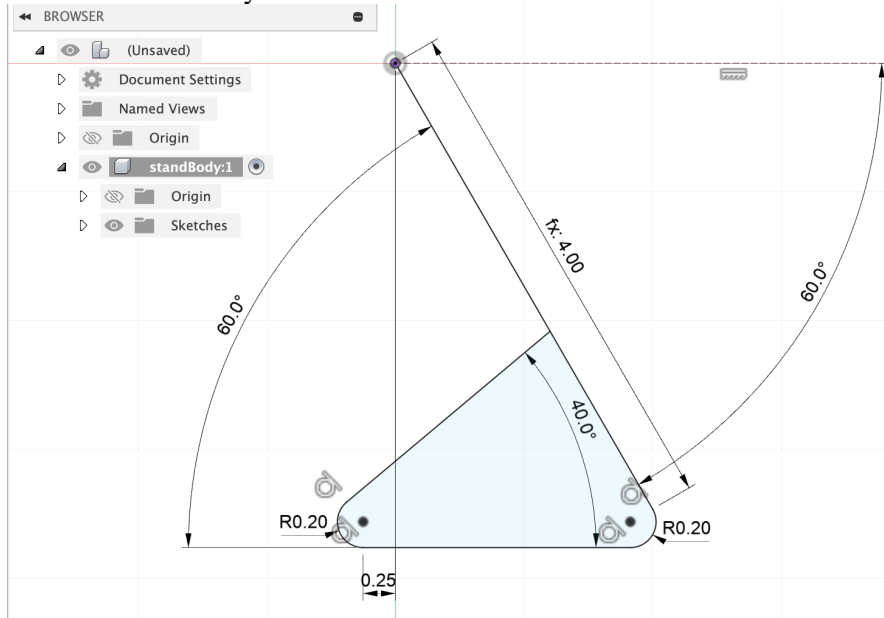 BROWSER
(Unsaved)
Document Settings
Named Views
Origin
standBody:1
Origin
Sketches
fx: 4.00
60.0°
60.0°
40.0°
R0.20
R0.20
0.25